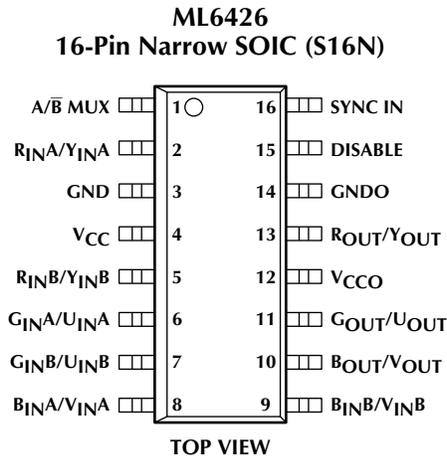 ML6426
16-Pin Narrow SOIC (S16N)
A/B̅ MUX 1 16 SYNC IN
RINA/YINA 2 15 DISABLE
GND 3 14 GNDO
VCC 4 13 ROUT/YOUT
RINB/YINB 5 12 VCCO
GINA/UINA 6 11 GOUT/UOUT
GINB/UINB 7 10 BOUT/VOUT
BINA/VINA 8 9 BINB/VINB
TOP VIEW